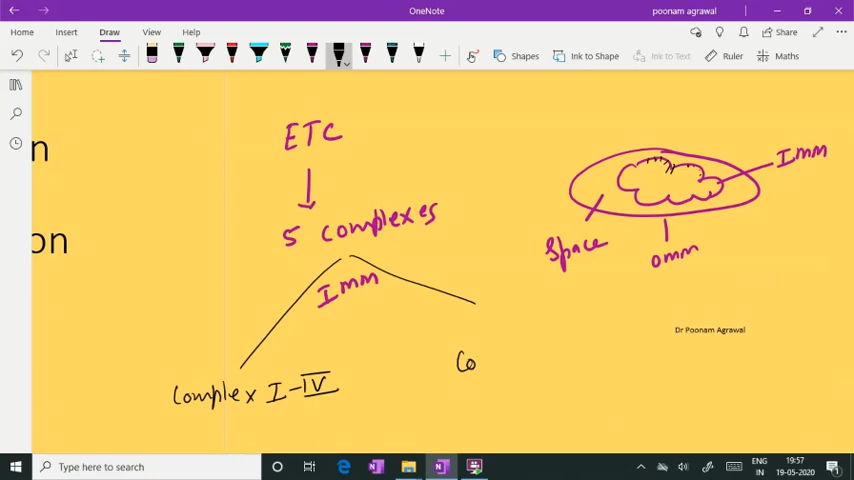 OneNote
poonam agrawal
Home Insert Draw View Help
Share
Shapes Ink to Shape Ink to Text Ruler Maths
n
on
ETC
5 complexes
Imm
Complex I-IV
Co
Imm
Space
omm
Dr Poonam Agrawal
Type here to search
ENG
IN
19:57
19-05-2020
1